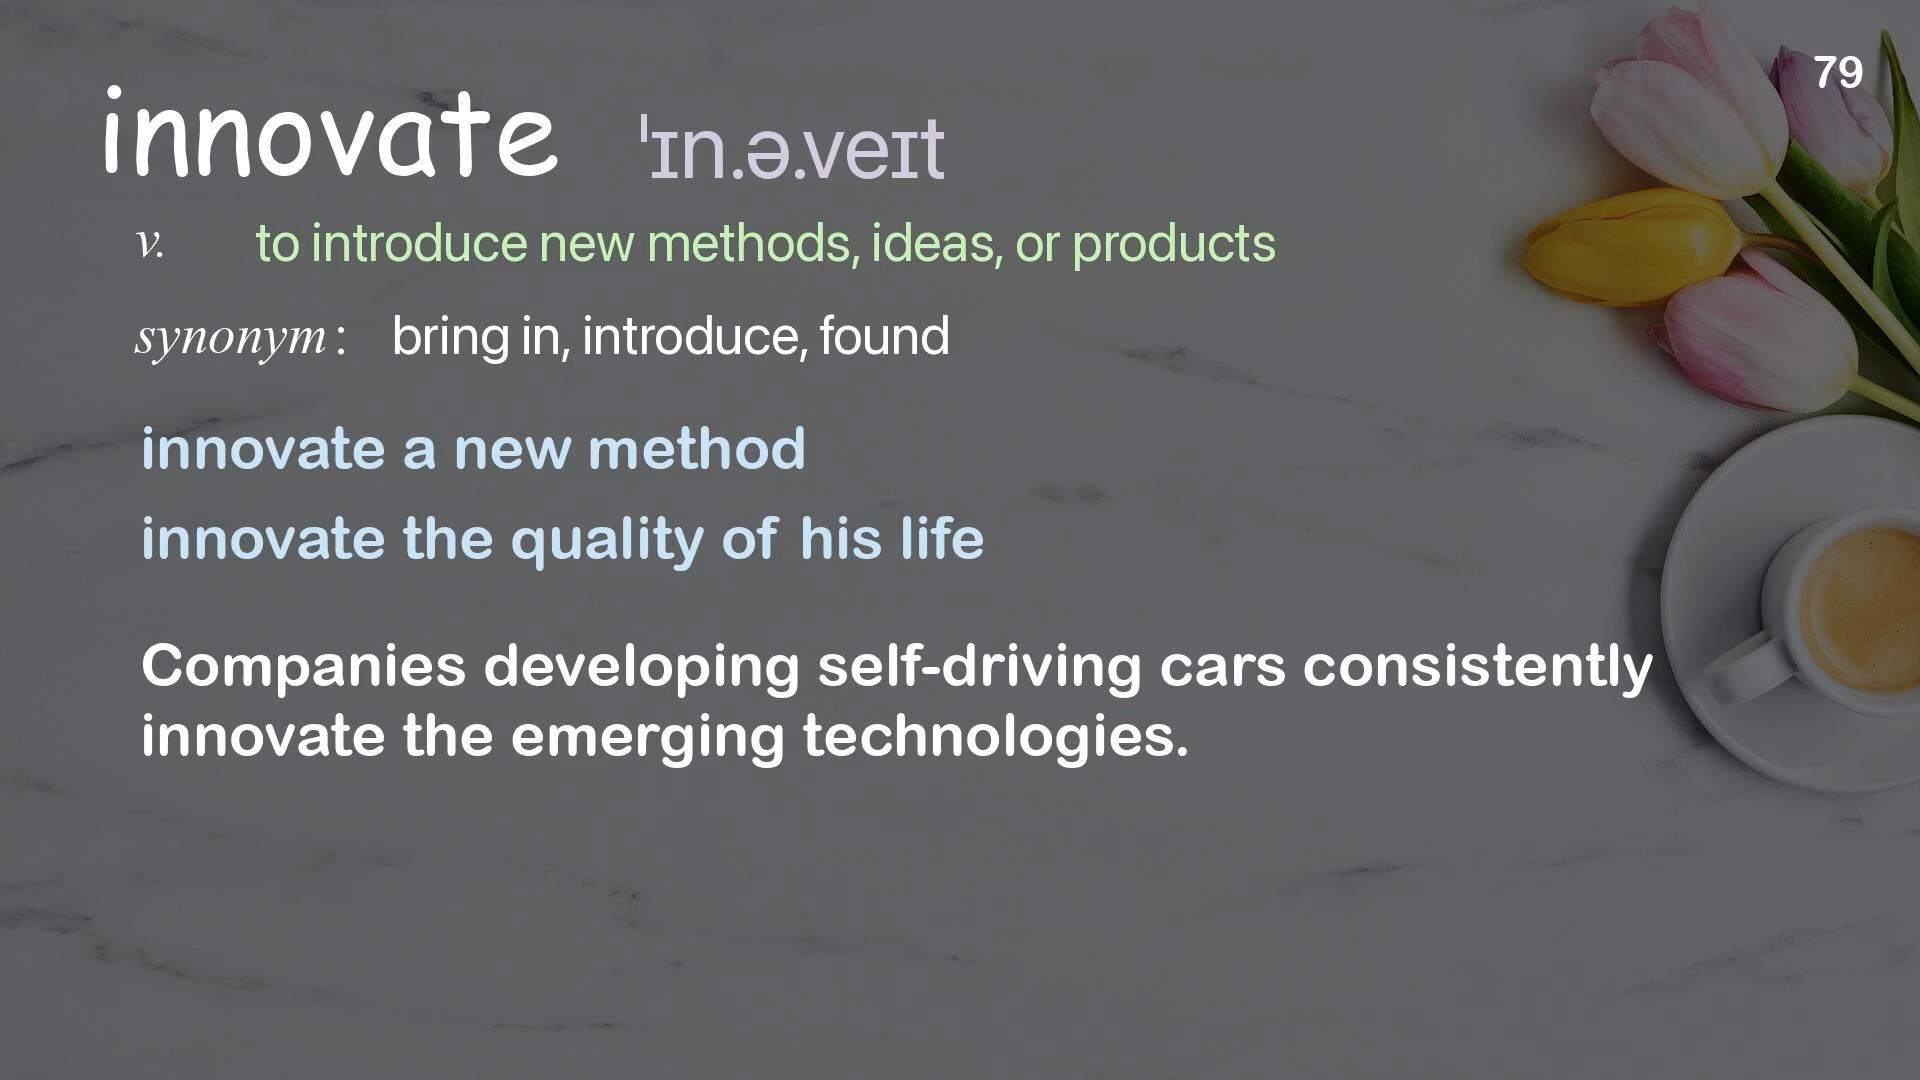 79
innovate ˈɪn.ə.veɪt
v. to introduce new methods, ideas, or products
synonym : bring in, introduce, found
innovate a new method
innovate the quality of his life
Companies developing self-driving cars consistently
innovate the emerging technologies.